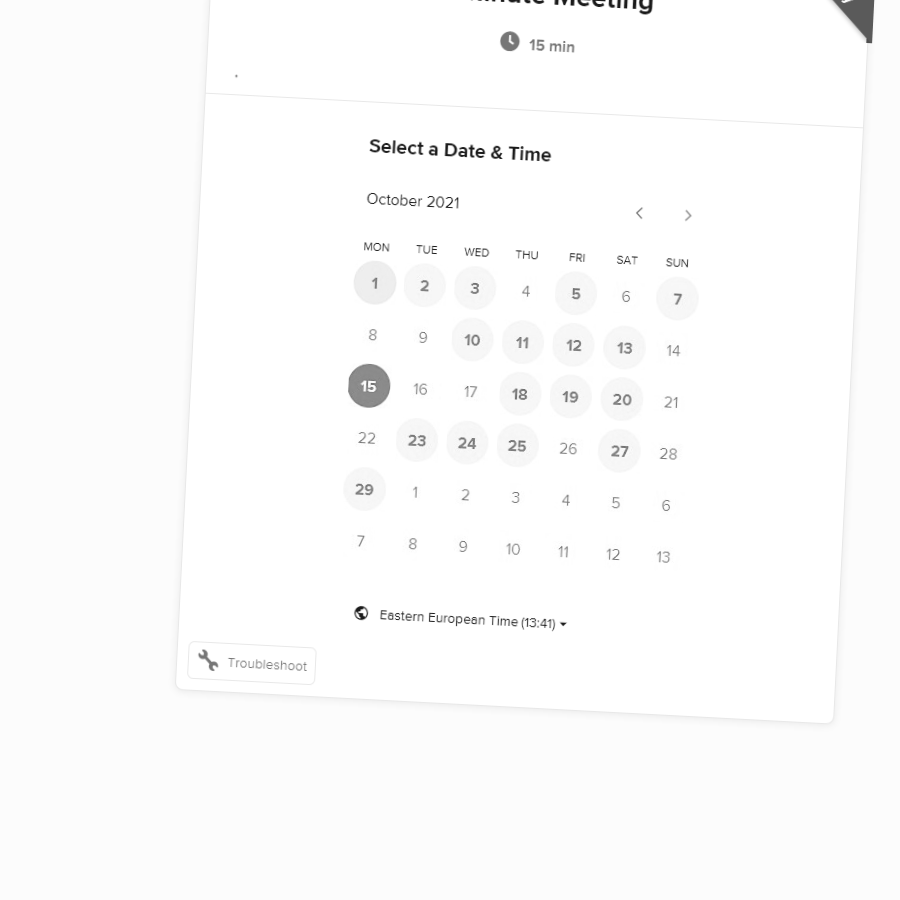 Meeting
15 min
.
Select a Date & Time
October 2021
MON TUE WED THU FRI SAT SUN
1 2 3 4 5 6 7
8 9 10 11 12 13 14
15 16 17 18 19 20 21
22 23 24 25 26 27 28
29 1 2 3 4 5 6
7 8 9 10 11 12 13
Eastern European Time (13:41)
Troubleshoot